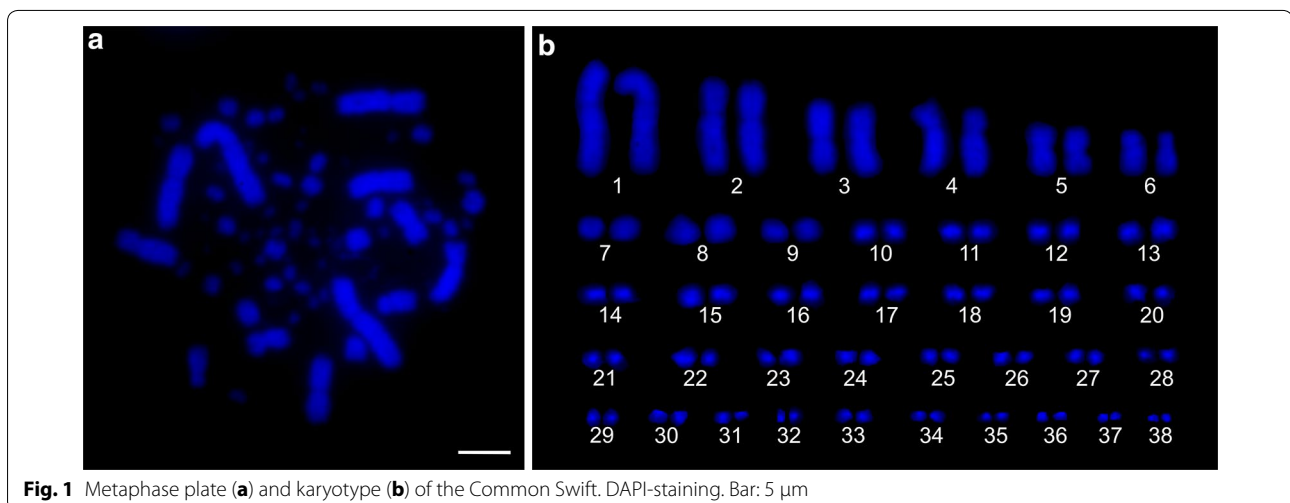 a
b
1 2 3 4 5 6
7 8 9 10 11 12 13
14 15 16 17 18 19 20
21 22 23 24 25 26 27 28
29 30 31 32 33 34 35 36 37 38
Fig. 1 Metaphase plate (a) and karyotype (b) of the Common Swift. DAPI-staining. Bar: 5 µm